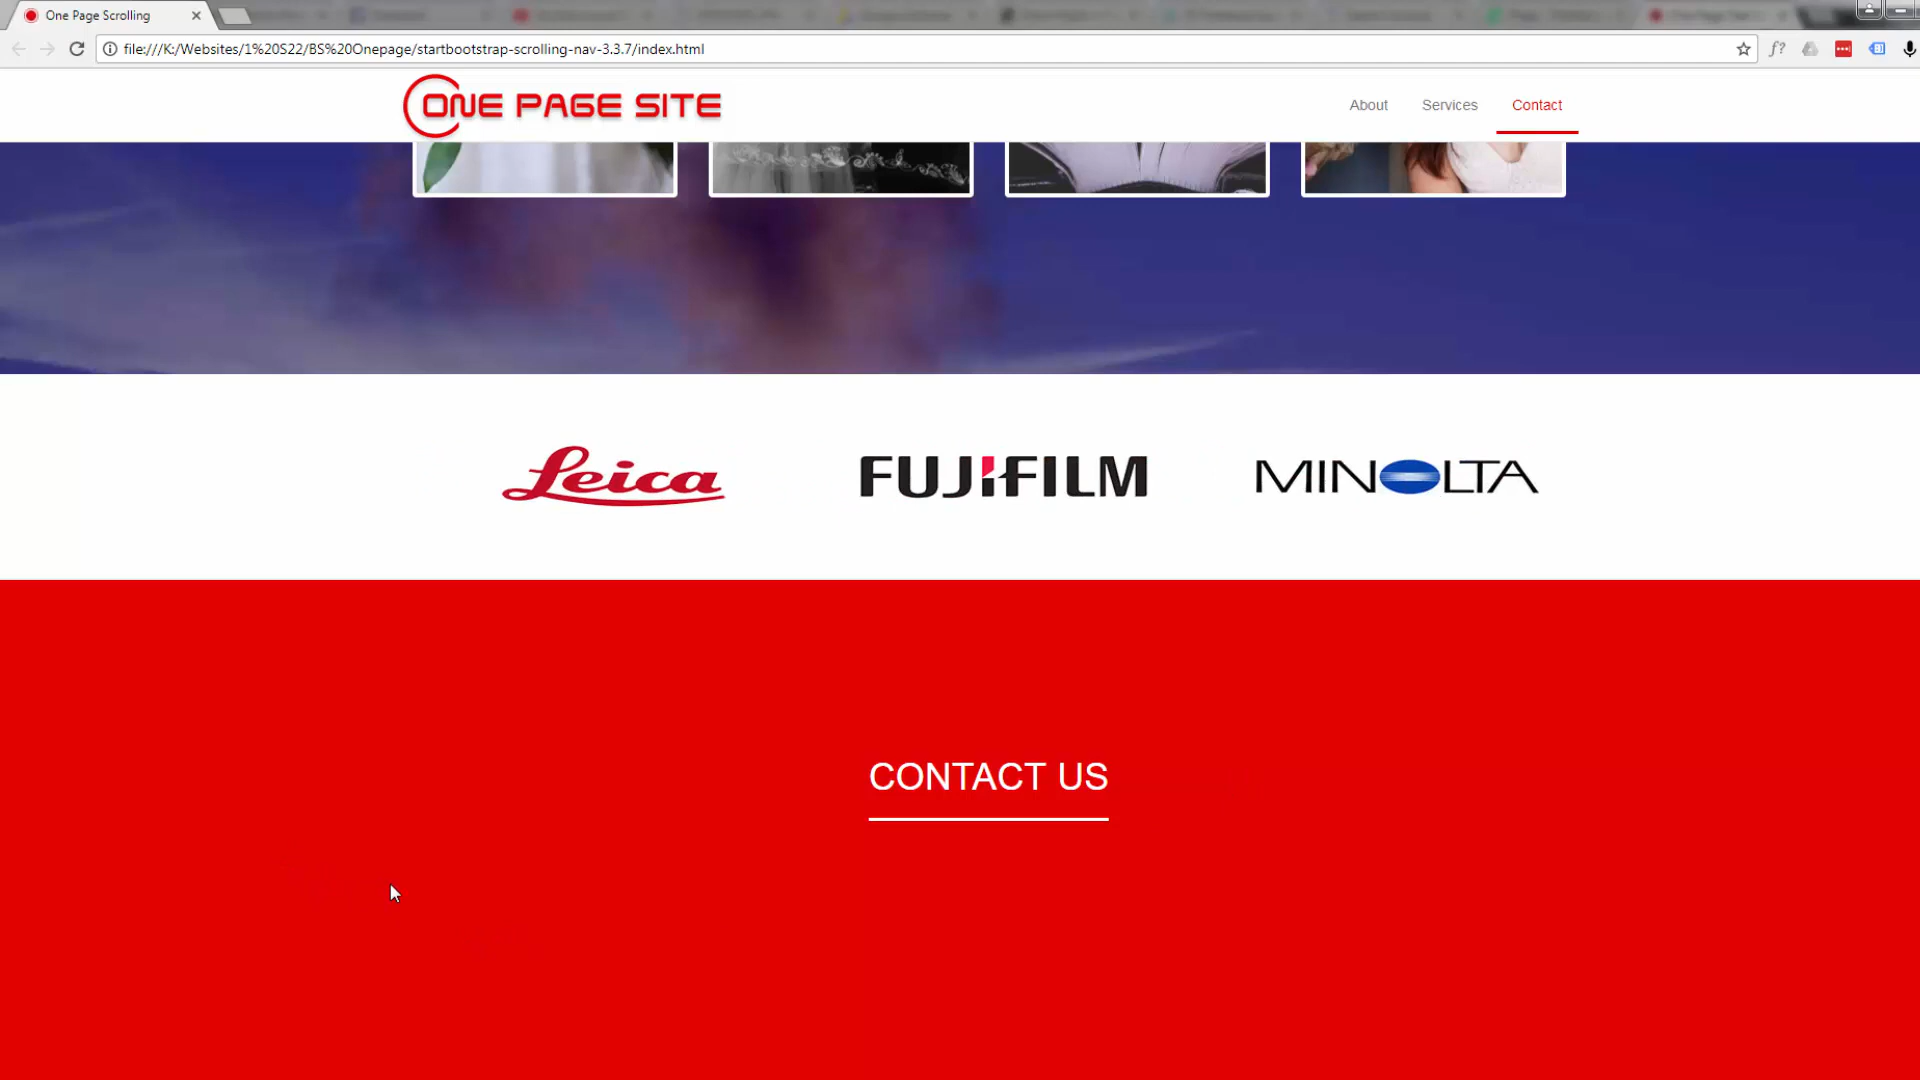 One Page Scrolling
file:///K:/Websites/1%20S22/BS%20Onepage/startbootstrap-scrolling-nav-3.3.7/index.html
ONE PAGE SITE
About Services Contact
Leica FUJIFILM MINOLTA
CONTACT US